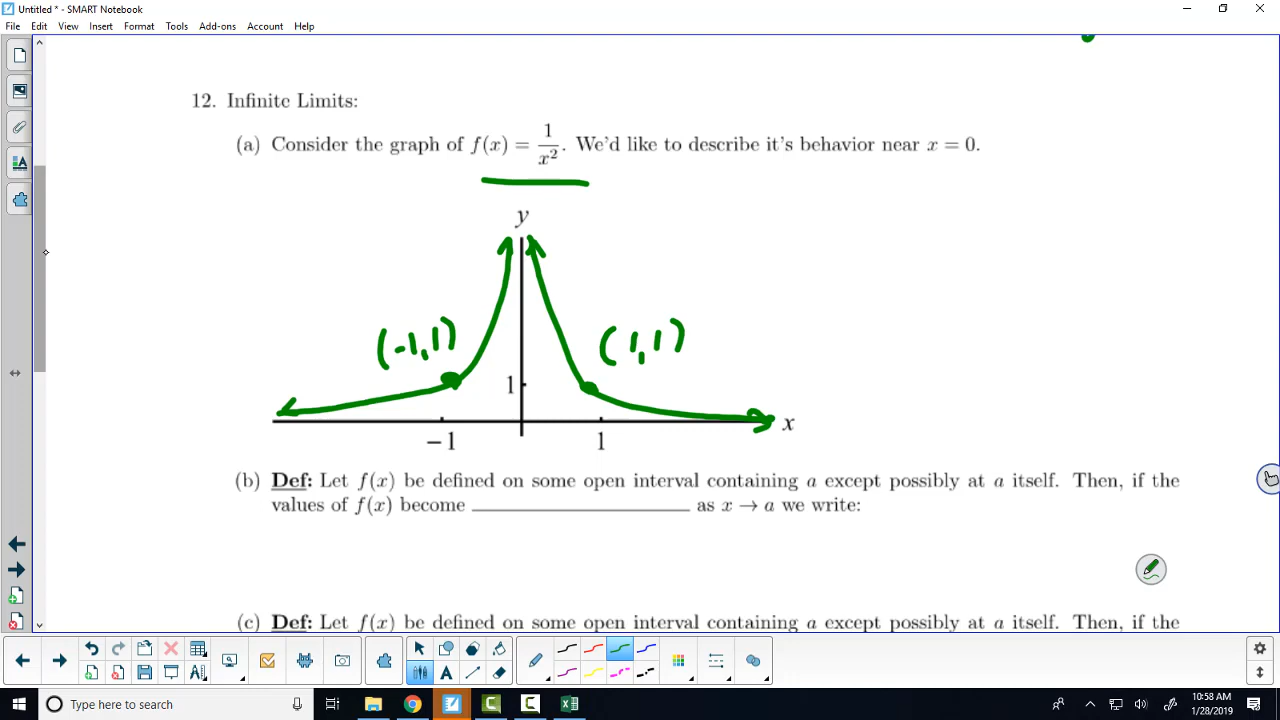 Untitled * - SMART Notebook
File Edit View Insert Format Tools Add-ons Account Help
12. Infinite Limits:
(a) Consider the graph of f(x) = 1/x². We'd like to describe it's behavior near x = 0.
y
(-1,1)
(1,1)
1
x
−1
1
(b) Def: Let f(x) be defined on some open interval containing a except possibly at a itself. Then, if the
values of f(x) become ____________________ as x → a we write:
(c) Def: Let f(x) be defined on some open interval containing a except possibly at a itself. Then, if the
Type here to search
10:58 AM
1/28/2019